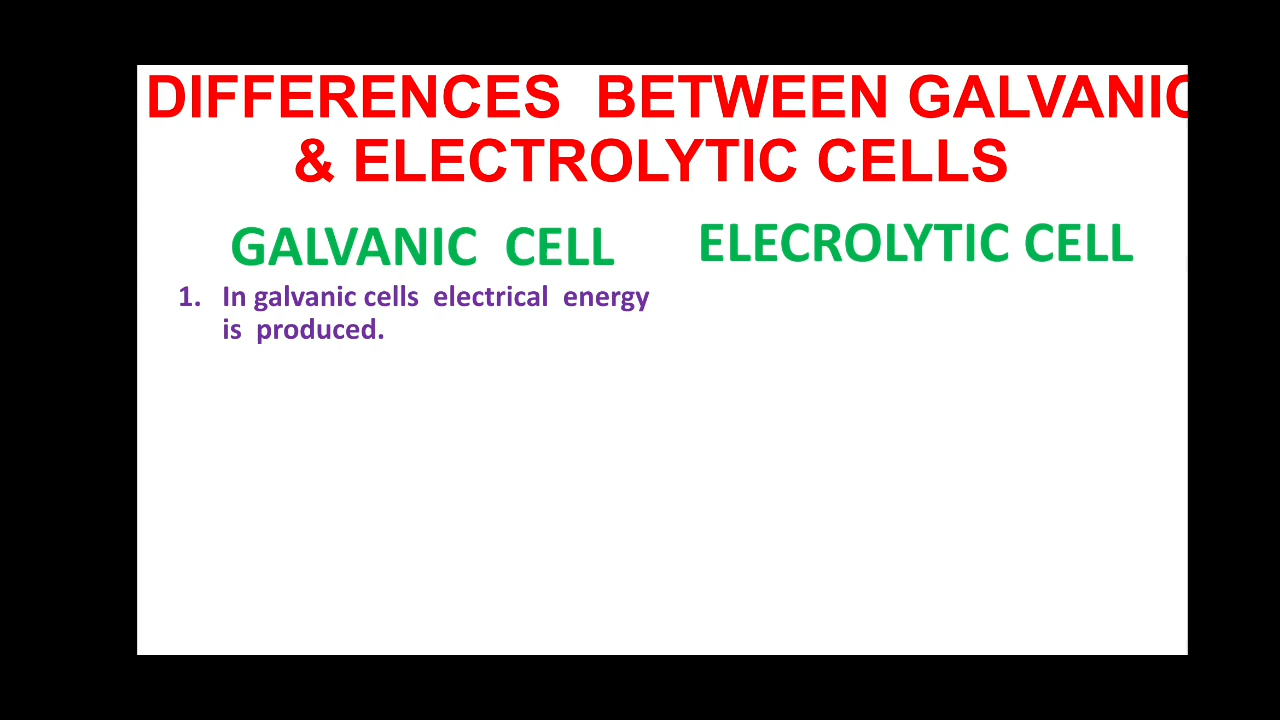 DIFFERENCES BETWEEN GALVANIC
& ELECTROLYTIC CELLS
GALVANIC CELL
ELECROLYTIC CELL
1. In galvanic cells electrical energy
is produced.